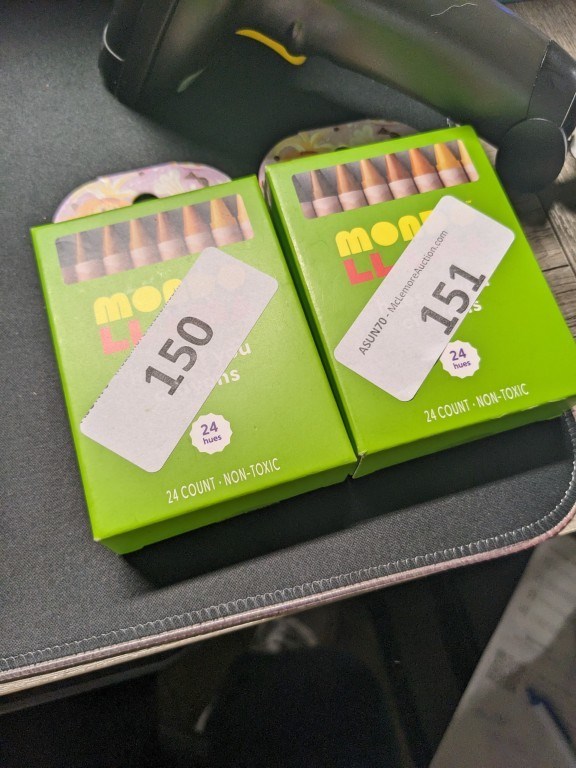 150
24
hues
24 COUNT · NON-TOXIC
ASUN70 - McLemoreAuction.com
151
24
hues
24 COUNT · NON-TOXIC